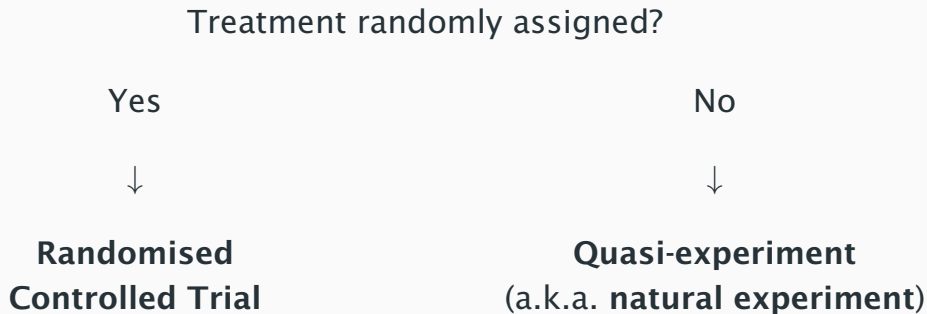 Treatment randomly assigned?
Yes
No
↓
↓
Randomised
Controlled Trial
Quasi-experiment
(a.k.a. natural experiment)